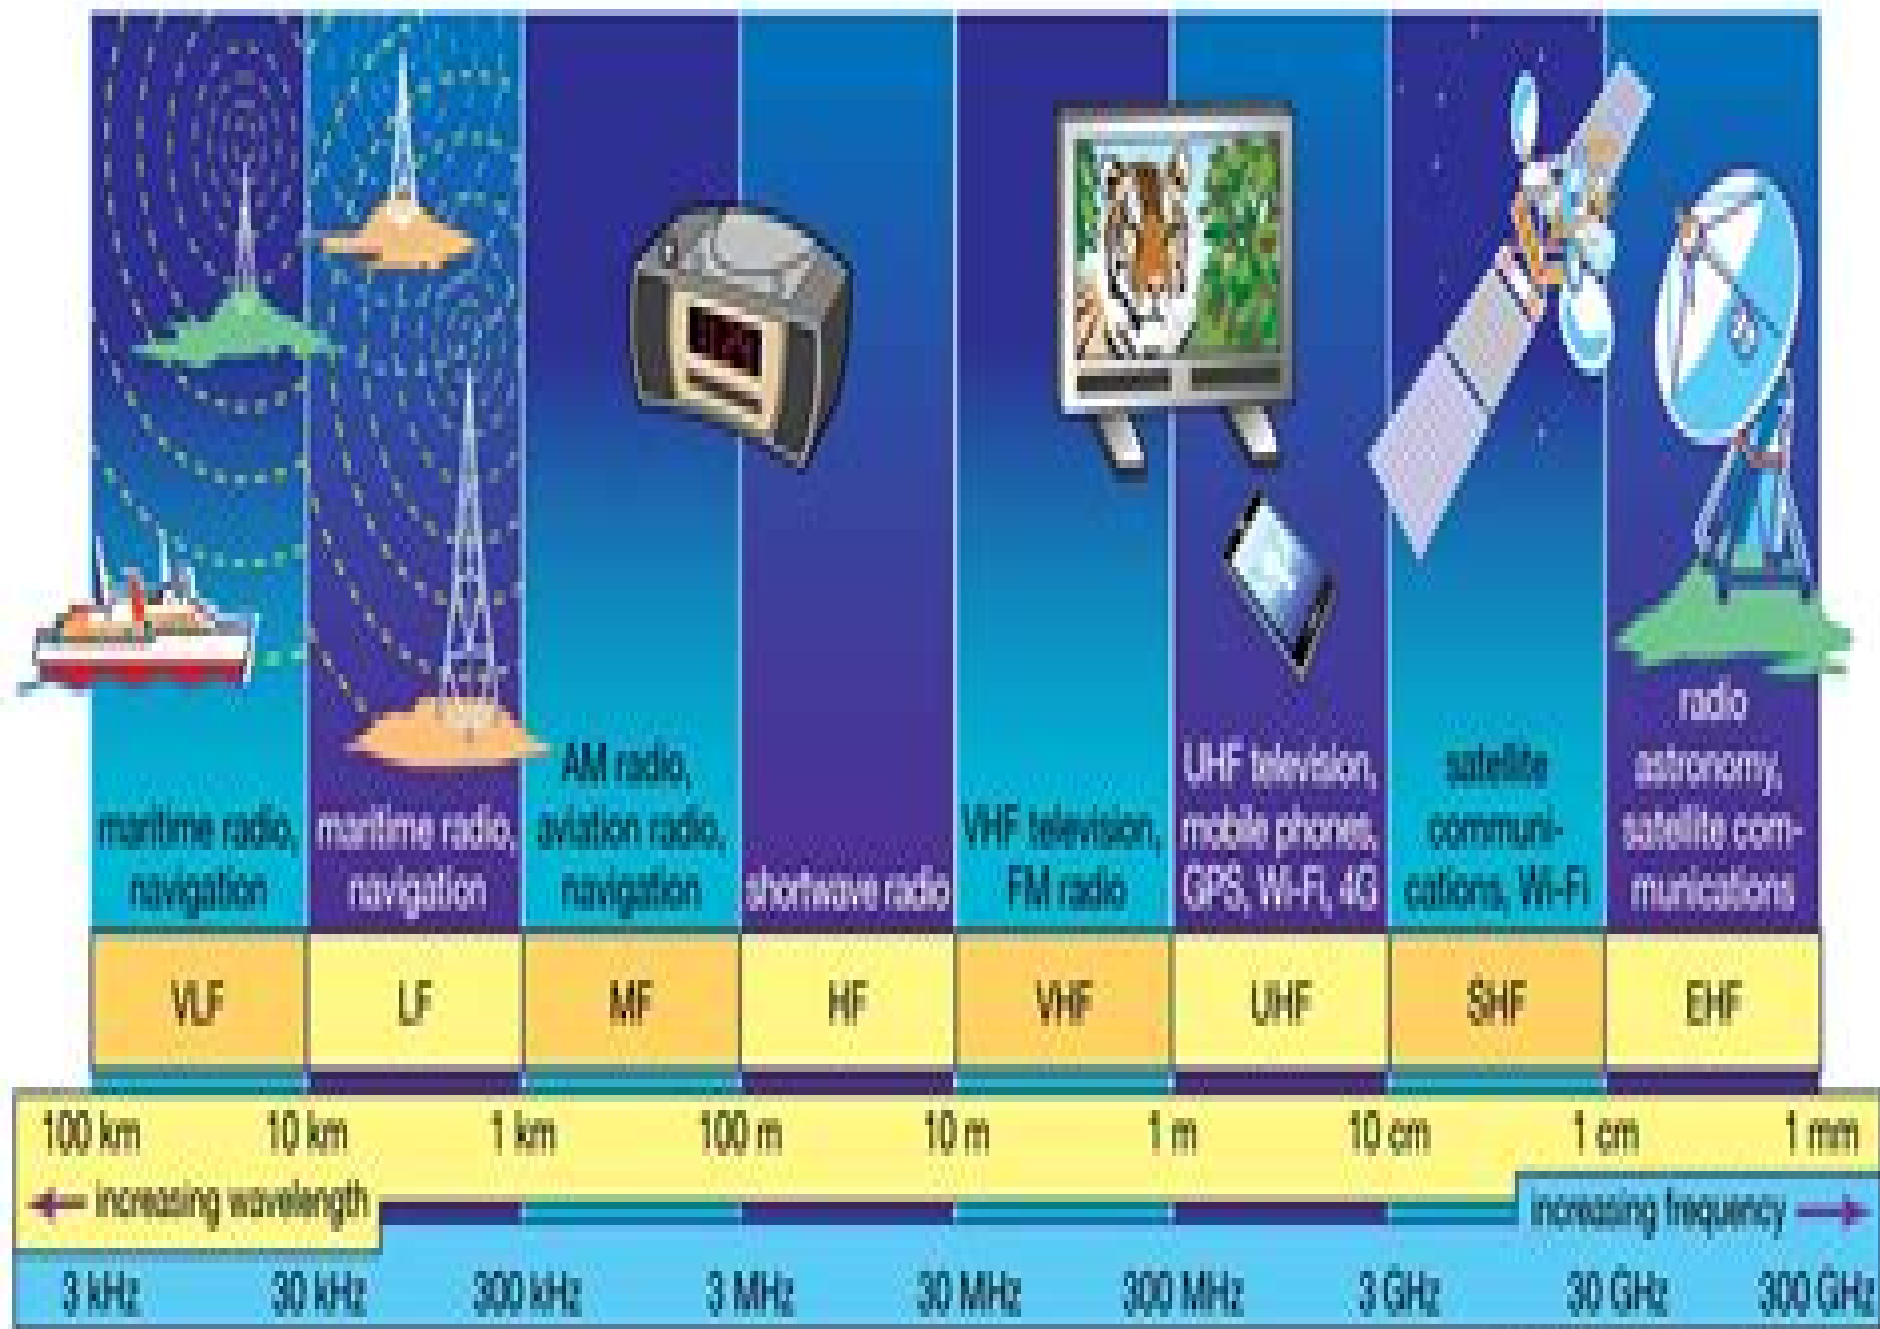 maritime radio,
navigation
maritime radio,
navigation
AM radio,
aviation radio,
navigation
shortwave radio
VHF television,
FM radio
UHF television,
mobile phones,
GPS, Wi-Fi, 4G
satellite
communi-
cations, Wi-Fi
radio
astronomy,
satellite com-
munications
VLF LF MF HF VHF UHF SHF EHF
100 km 10 km 1 km 100 m 10 m 1 m 10 cm 1 cm 1 mm
increasing wavelength
increasing frequency
3 kHz 30 kHz 300 kHz 3 MHz 30 MHz 300 MHz 3 GHz 30 GHz 300 GHz